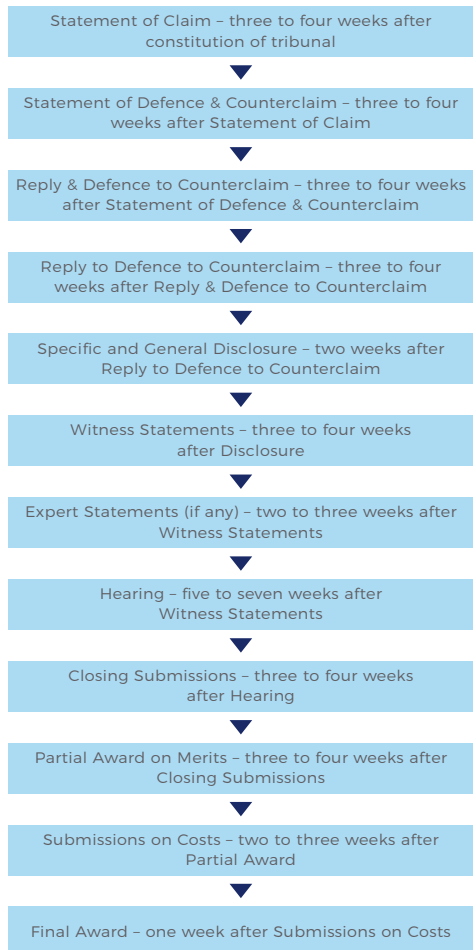 Statement of Claim – three to four weeks after
constitution of tribunal
Statement of Defence & Counterclaim – three to four
weeks after Statement of Claim
Reply & Defence to Counterclaim – three to four weeks
after Statement of Defence & Counterclaim
Reply to Defence to Counterclaim – three to four
weeks after Reply & Defence to Counterclaim
Specific and General Disclosure – two weeks after
Reply to Defence to Counterclaim
Witness Statements – three to four weeks
after Disclosure
Expert Statements (if any) – two to three weeks after
Witness Statements
Hearing – five to seven weeks after
Witness Statements
Closing Submissions – three to four weeks
after Hearing
Partial Award on Merits – three to four weeks after
Closing Submissions
Submissions on Costs – two to three weeks after
Partial Award
Final Award – one week after Submissions on Costs